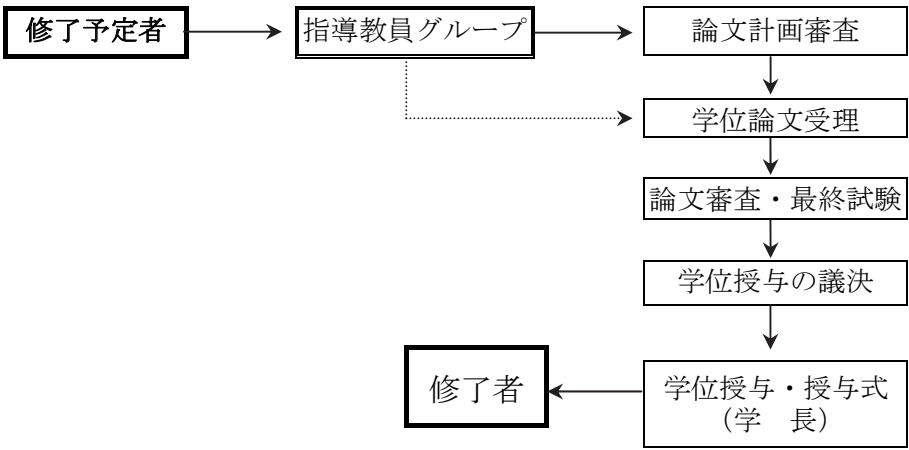 修了予定者
指導教員グループ
論文計画審査
学位論文受理
論文審査・最終試験
学位授与の議決
学位授与・授与式
（学　長）
修了者